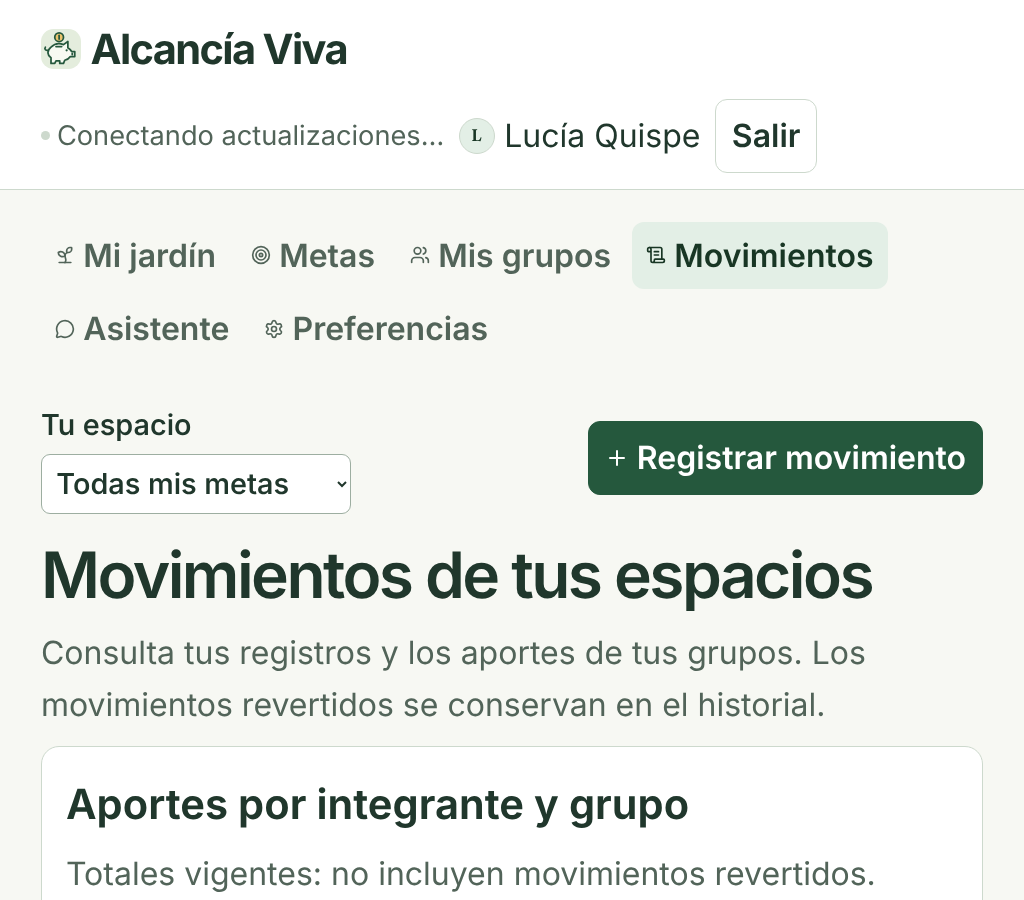 Alcancía Viva
Conectando actualizaciones...
L
Lucía Quispe
Salir
Mi jardín
Metas
Mis grupos
Movimientos
Asistente
Preferencias
Tu espacio
Todas mis metas
+ Registrar movimiento
Movimientos de tus espacios
Consulta tus registros y los aportes de tus grupos. Los
movimientos revertidos se conservan en el historial.
Aportes por integrante y grupo
Totales vigentes: no incluyen movimientos revertidos.